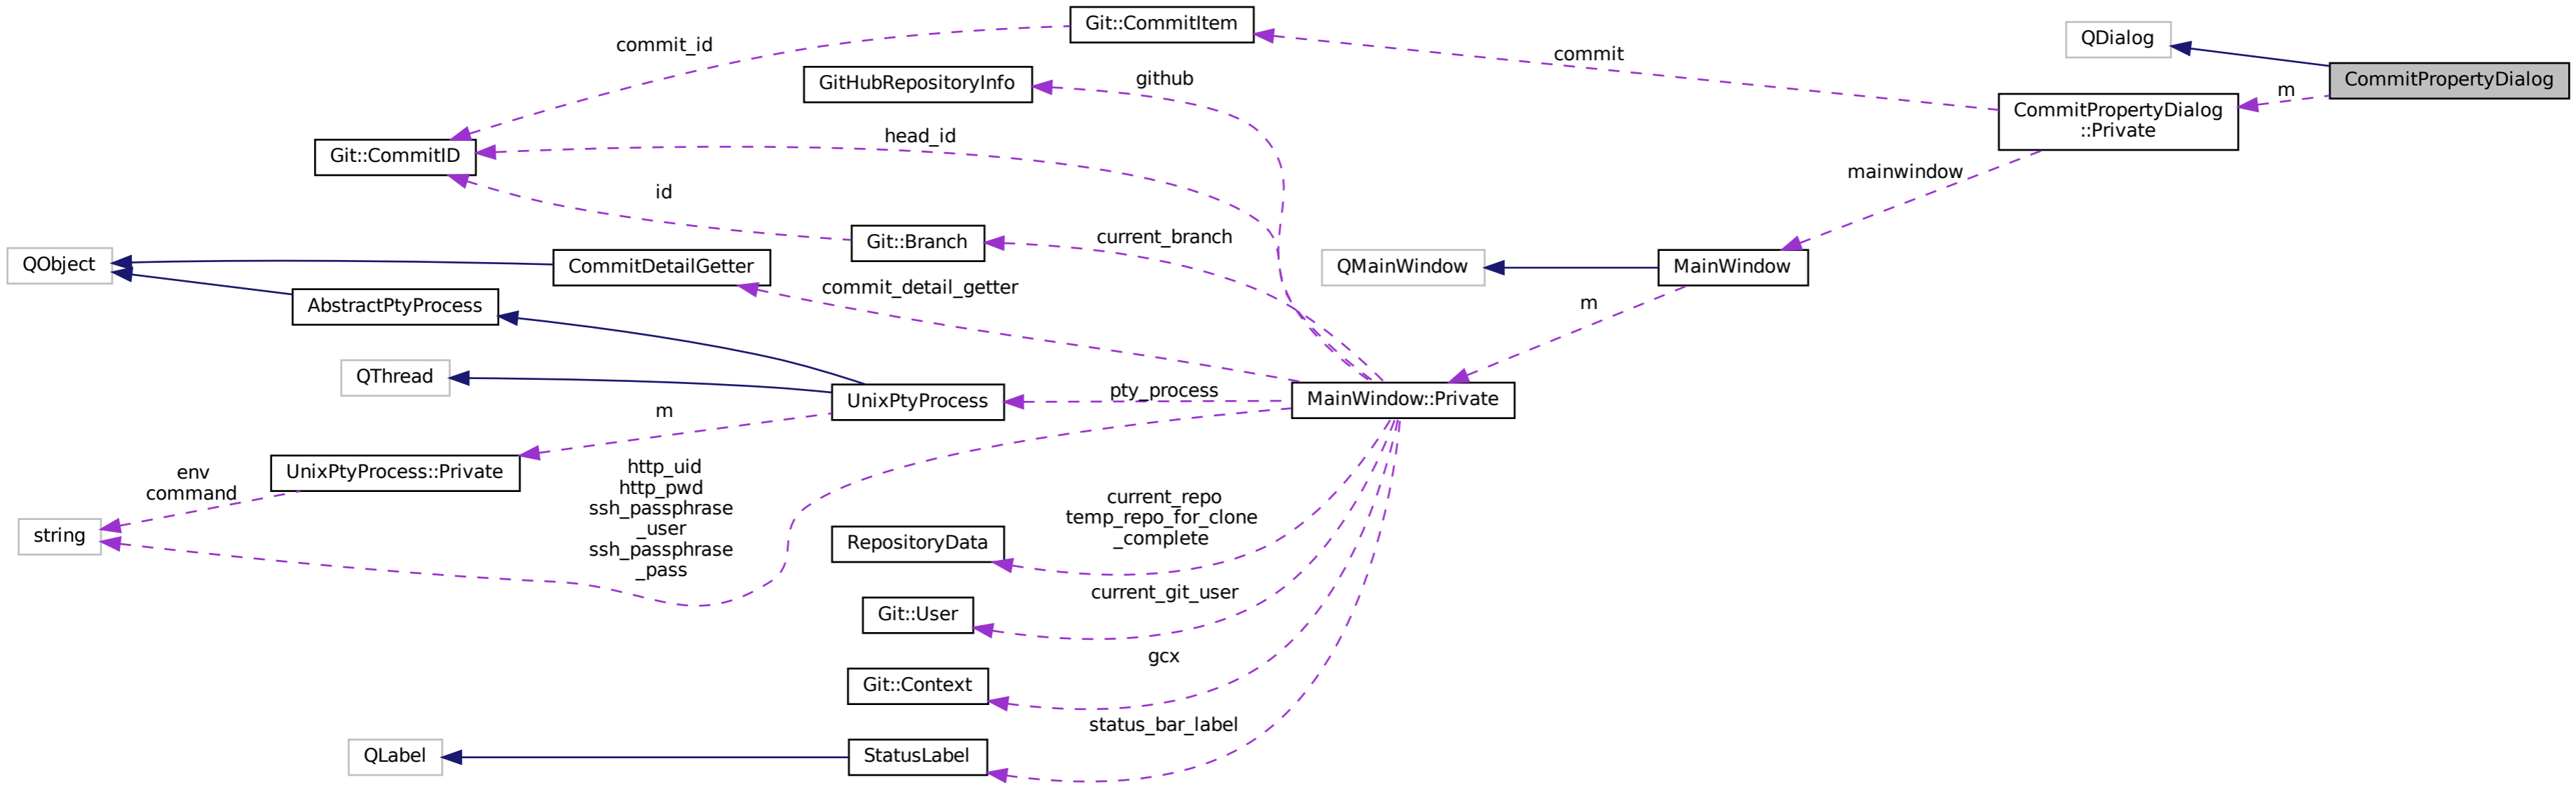 Git::CommitItem
QDialog
commit_id
commit
CommitPropertyDialog
GitHubRepositoryInfo
github
m
CommitPropertyDialog
::Private
head_id
Git::CommitID
mainwindow
id
Git::Branch
current_branch
QObject
CommitDetailGetter
QMainWindow
MainWindow
commit_detail_getter
AbstractPtyProcess
m
QThread
UnixPtyProcess
pty_process
MainWindow::Private
m
UnixPtyProcess::Private
env
command
http_uid
http_pwd
ssh_passphrase
_user
ssh_passphrase
_pass
current_repo
temp_repo_for_clone
_complete
string
RepositoryData
current_git_user
Git::User
gcx
Git::Context
status_bar_label
QLabel
StatusLabel